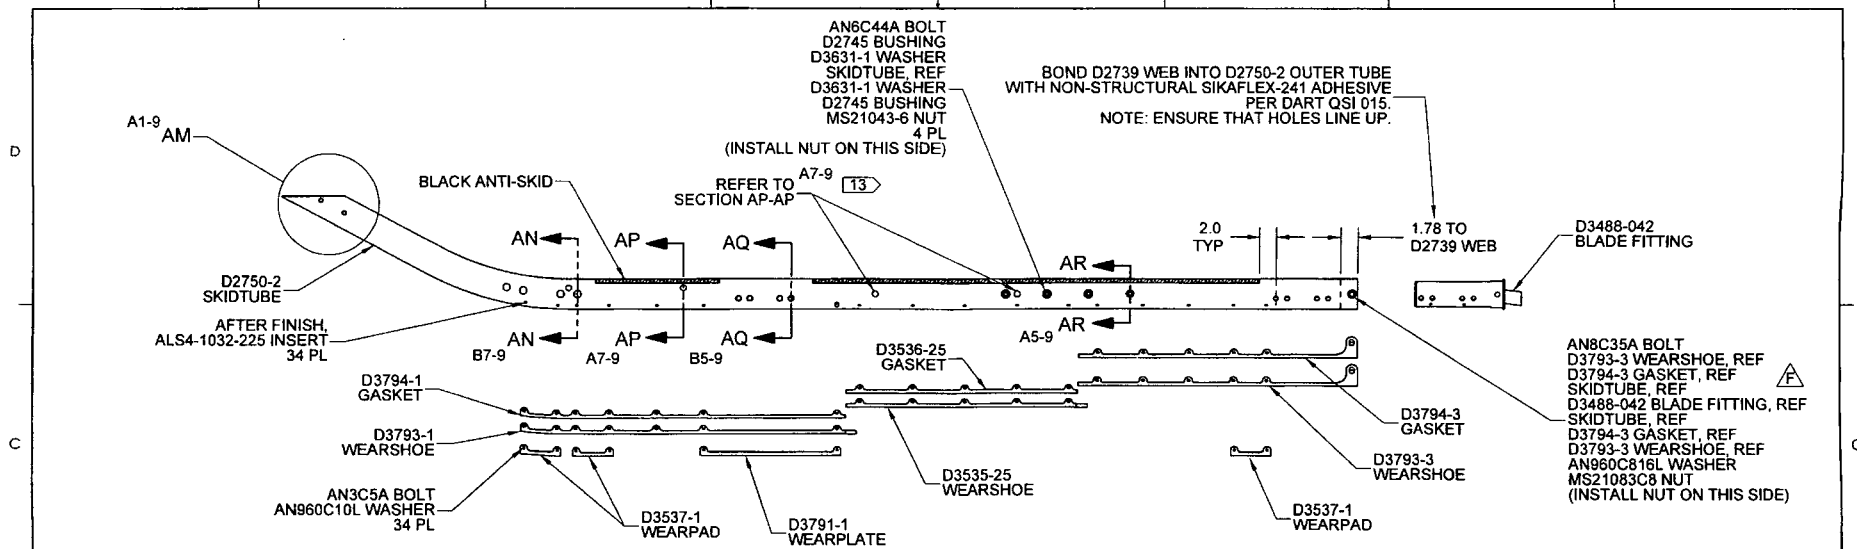 AN6C44A BOLT
D2745 BUSHING
D3631-1 WASHER
SKIDTUBE, REF
D3631-1 WASHER
D2745 BUSHING
MS21043-6 NUT
4 PL
(INSTALL NUT ON THIS SIDE)
BOND D2739 WEB INTO D2750-2 OUTER TUBE
WITH NON-STRUCTURAL SIKAFLEX-241 ADHESIVE
PER DART QSI 015.
NOTE: ENSURE THAT HOLES LINE UP.
A1-9
AM
D
BLACK ANTI-SKID
REFER TO
SECTION AP-AP
A7-9
13
AN
AP
AQ
AR
2.0
TYP
1.78 TO
D2739 WEB
D3488-042
BLADE FITTING
D2750-2
SKIDTUBE
AFTER FINISH,
ALS4-1032-225 INSERT
34 PL
AN
B7-9
AP
A7-9
AQ
B5-9
AR
A5-9
D3536-25
GASKET
D3794-1
GASKET
D3793-1
WEARSHOE
AN3C5A BOLT
AN960C10L WASHER
34 PL
D3537-1
WEARPAD
D3791-1
WEARPLATE
D3535-25
WEARSHOE
D3794-3
GASKET
D3793-3
WEARSHOE
D3537-1
WEARPAD
AN8C35A BOLT
D3793-3 WEARSHOE, REF
D3794-3 GASKET, REF
SKIDTUBE, REF
D3488-042 BLADE FITTING, REF
SKIDTUBE, REF
D3794-3 GASKET, REF
D3793-3 WEARSHOE, REF
AN960C816L WASHER
MS21083C8 NUT
(INSTALL NUT ON THIS SIDE)
F
C